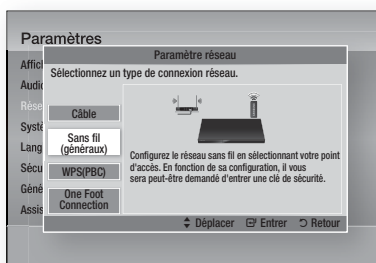 Paramètres
Paramètre réseau
Sélectionnez un type de connexion réseau.
Câble
Sans fil
(généraux)
WPS(PBC)
One Foot
Connection
Configurez le réseau sans fil en sélectionnant votre point
d'accès. En fonction de sa configuration, il vous
sera peut-être demandé d'entrer une clé de sécurité.
Affic
Audio
Rése
Systè
Lang
Sécu
Géné
Assis
Déplacer Entrer Retour